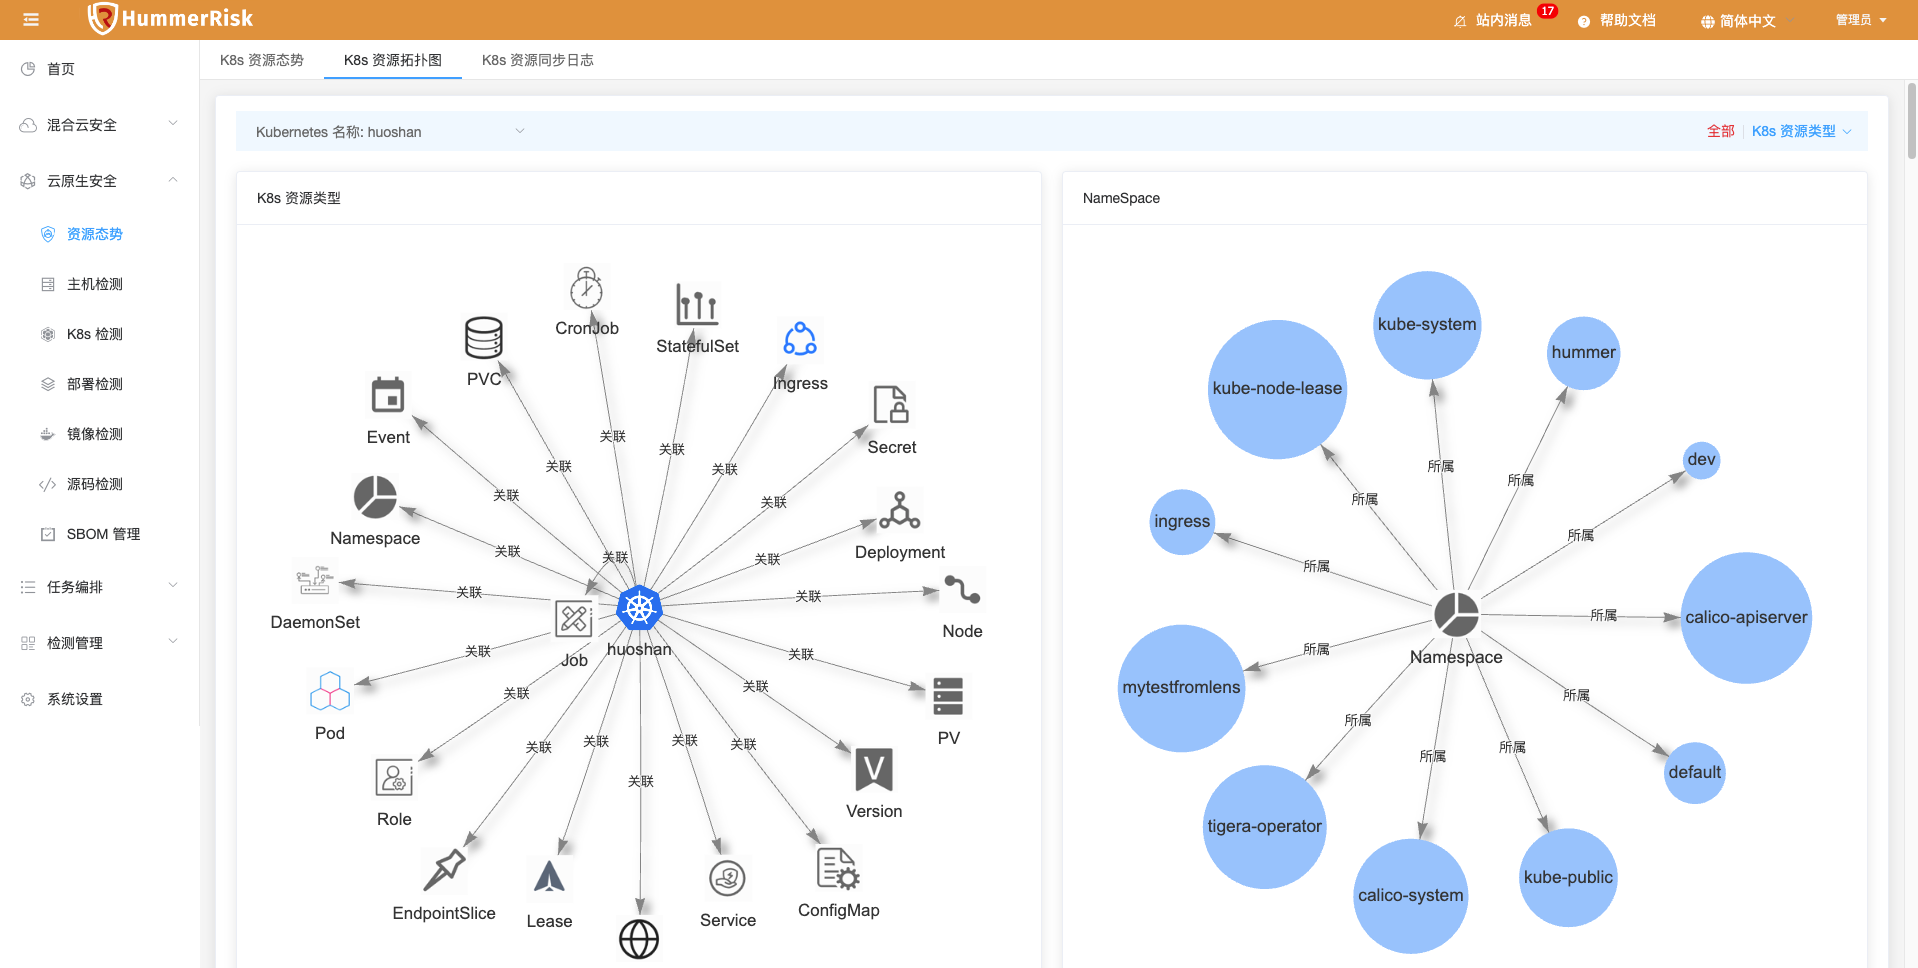 HummerRisk
站内消息 17
帮助文档
简体中文
管理员
首页
混合云安全
云原生安全
资源态势
主机检测
K8s 检测
部署检测
镜像检测
源码检测
SBOM 管理
任务编排
检测管理
系统设置
K8s 资源态势
K8s 资源拓扑图
K8s 资源同步日志
Kubernetes 名称: huoshan
全部
K8s 资源类型
K8s 资源类型
CronJob
StatefulSet
PVC
Ingress
Event
Secret
关联
关联
关联
关联
关联
关联
Namespace
Deployment
关联
关联
关联
DaemonSet
关联
关联
Node
Job
huoshan
关联
关联
Pod
关联
关联
PV
Role
关联
关联
关联
关联
关联
Version
EndpointSlice
Lease
Service
ConfigMap
NameSpace
kube-system
hummer
kube-node-lease
dev
所属
所属
所属
ingress
所属
所属
calico-apiserver
所属
Namespace
mytestfromlens
所属
所属
所属
所属
所属
default
tigera-operator
kube-public
calico-system